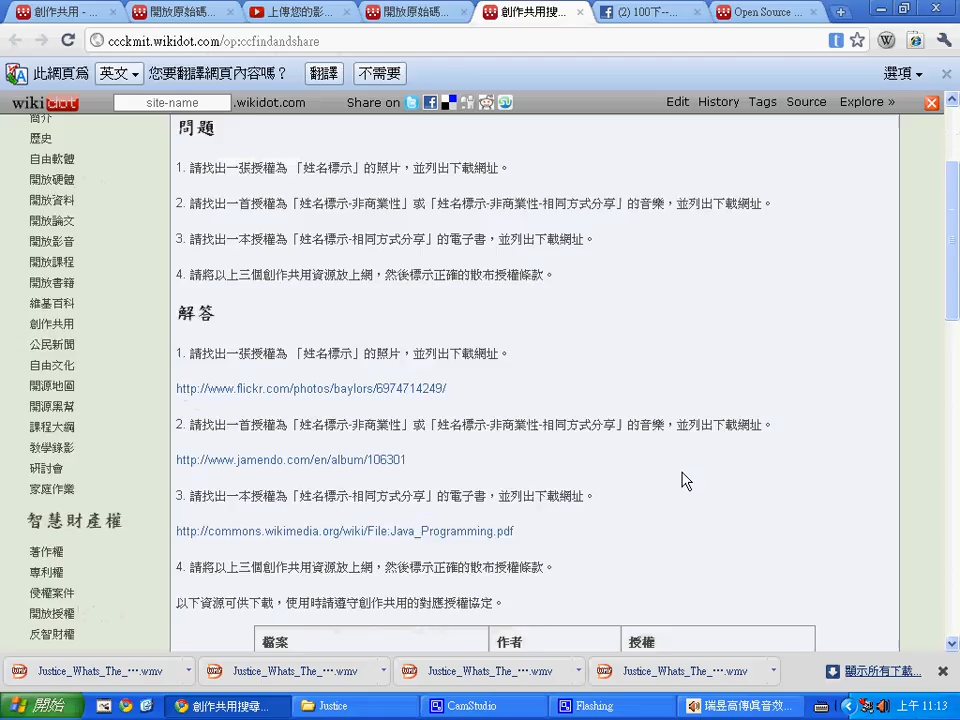 創作共用 - ...
開放原始碼...
上傳您的影...
開放原始碼...
創作共用搜...
(2) 100下--...
Open Source ...
ccckmit.wikidot.com/op:ccfindandshare
此網頁為 英文 您要翻譯網頁內容嗎？ 翻譯 不需要 選項
wikidot site-name .wikidot.com Share on Edit History Tags Source Explore »
簡介
歷史
自由軟體
開放硬體
開放資料
開放論文
開放影音
開放課程
開放書籍
維基百科
創作共用
公民新聞
自由文化
開源地圖
開源黑幫
課程大綱
教學錄影
研討會
家庭作業
智慧財產權
著作權
專利權
侵權案件
開放授權
反智財權
問題
1. 請找出一張授權為 「姓名標示」的照片，並列出下載網址。
2. 請找出一首授權為「姓名標示-非商業性」或「姓名標示-非商業性-相同方式分享」的音樂，並列出下載網址。
3. 請找出一本授權為「姓名標示-相同方式分享」的電子書，並列出下載網址。
4. 請將以上三個創作共用資源放上網，然後標示正確的散布授權條款。
解答
1. 請找出一張授權為 「姓名標示」的照片，並列出下載網址。
http://www.flickr.com/photos/baylors/6974714249/
2. 請找出一首授權為「姓名標示-非商業性」或「姓名標示-非商業性-相同方式分享」的音樂，並列出下載網址。
http://www.jamendo.com/en/album/106301
3. 請找出一本授權為「姓名標示-相同方式分享」的電子書，並列出下載網址。
http://commons.wikimedia.org/wiki/File:Java_Programming.pdf
4. 請將以上三個創作共用資源放上網，然後標示正確的散布授權條款。
以下資源可供下載，使用時請遵守創作共用的對應授權協定。
檔案 作者 授權
Justice_Whats_The_...wmv
Justice_Whats_The_...wmv
Justice_Whats_The_...wmv
Justice_Whats_The_...wmv
顯示所有下載...
開始 創作共用搜尋... Justice CamStudio Flashing 瑞昱高傳真音效... 上午 11:13